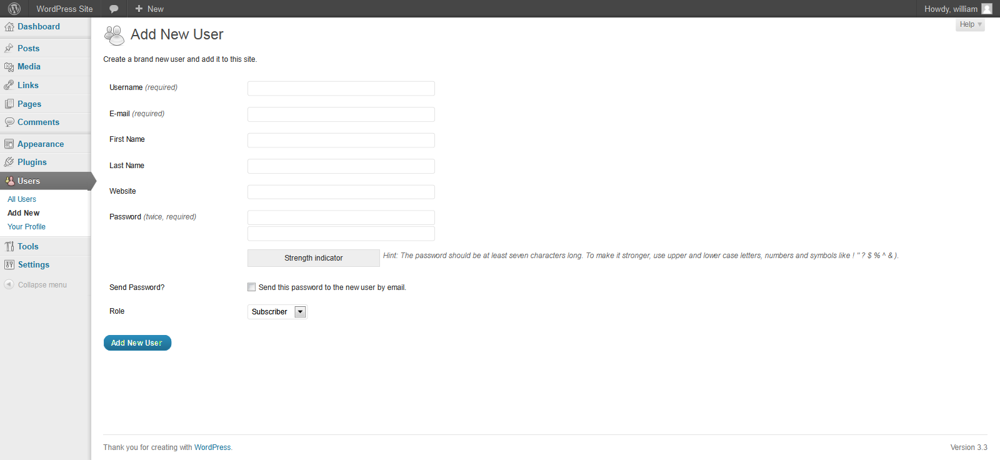 WordPress Site
New
Howdy, william
Dashboard
Posts
Media
Links
Pages
Comments
Appearance
Plugins
Users
All Users
Add New
Your Profile
Tools
Settings
Collapse menu
Help
Add New User
Create a brand new user and add it to this site.
Username (required)
E-mail (required)
First Name
Last Name
Website
Password (twice, required)
Strength indicator
Hint: The password should be at least seven characters long. To make it stronger, use upper and lower case letters, numbers and symbols like ! " ? $ % ^ & ).
Send Password?
Send this password to the new user by email.
Role
Subscriber
Add New User
Thank you for creating with WordPress.
Version 3.3